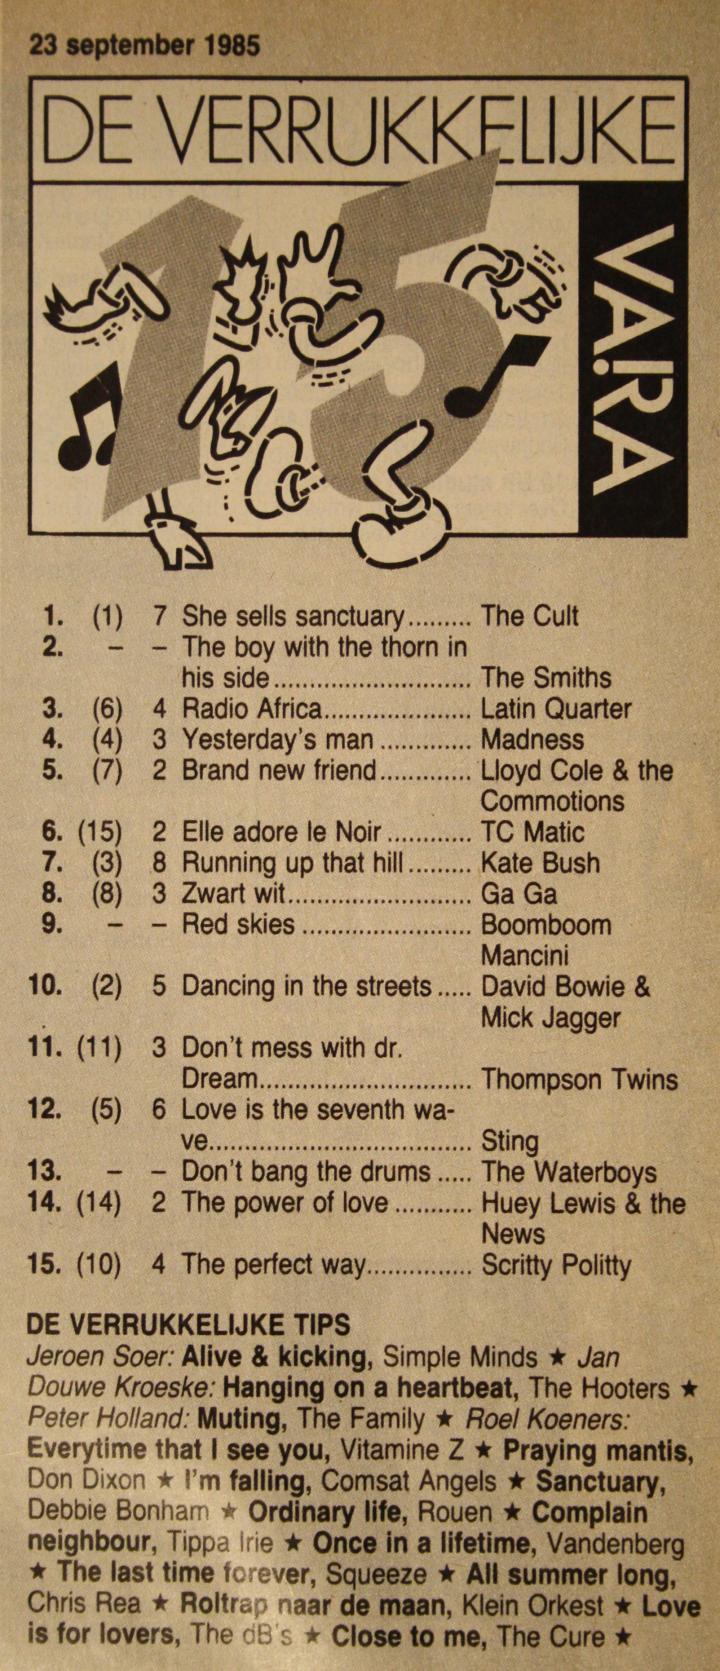 23 september 1985
DE VERRUKKELIJKE
15
VARA
1. (1) 7 She sells sanctuary......... The Cult
2. – – The boy with the thorn in
his side............................ The Smiths
3. (6) 4 Radio Africa..................... Latin Quarter
4. (4) 3 Yesterday's man ............. Madness
5. (7) 2 Brand new friend............. Lloyd Cole & the
Commotions
6. (15) 2 Elle adore le Noir ............ TC Matic
7. (3) 8 Running up that hill ......... Kate Bush
8. (8) 3 Zwart wit.......................... Ga Ga
9. – – Red skies ........................ Boomboom
Mancini
10. (2) 5 Dancing in the streets ..... David Bowie &
Mick Jagger
11. (11) 3 Don't mess with dr.
Dream.............................. Thompson Twins
12. (5) 6 Love is the seventh wa-
ve..................................... Sting
13. – – Don't bang the drums ..... The Waterboys
14. (14) 2 The power of love ........... Huey Lewis & the
News
15. (10) 4 The perfect way............... Scritty Politty
DE VERRUKKELIJKE TIPS
Jeroen Soer: Alive & kicking, Simple Minds ★ Jan
Douwe Kroeske: Hanging on a heartbeat, The Hooters ★
Peter Holland: Muting, The Family ★ Roel Koeners:
Everytime that I see you, Vitamine Z ★ Praying mantis,
Don Dixon ★ I'm falling, Comsat Angels ★ Sanctuary,
Debbie Bonham ★ Ordinary life, Rouen ★ Complain
neighbour, Tippa Irie ★ Once in a lifetime, Vandenberg
★ The last time forever, Squeeze ★ All summer long,
Chris Rea ★ Roltrap naar de maan, Klein Orkest ★ Love
is for lovers, The dB's ★ Close to me, The Cure ★